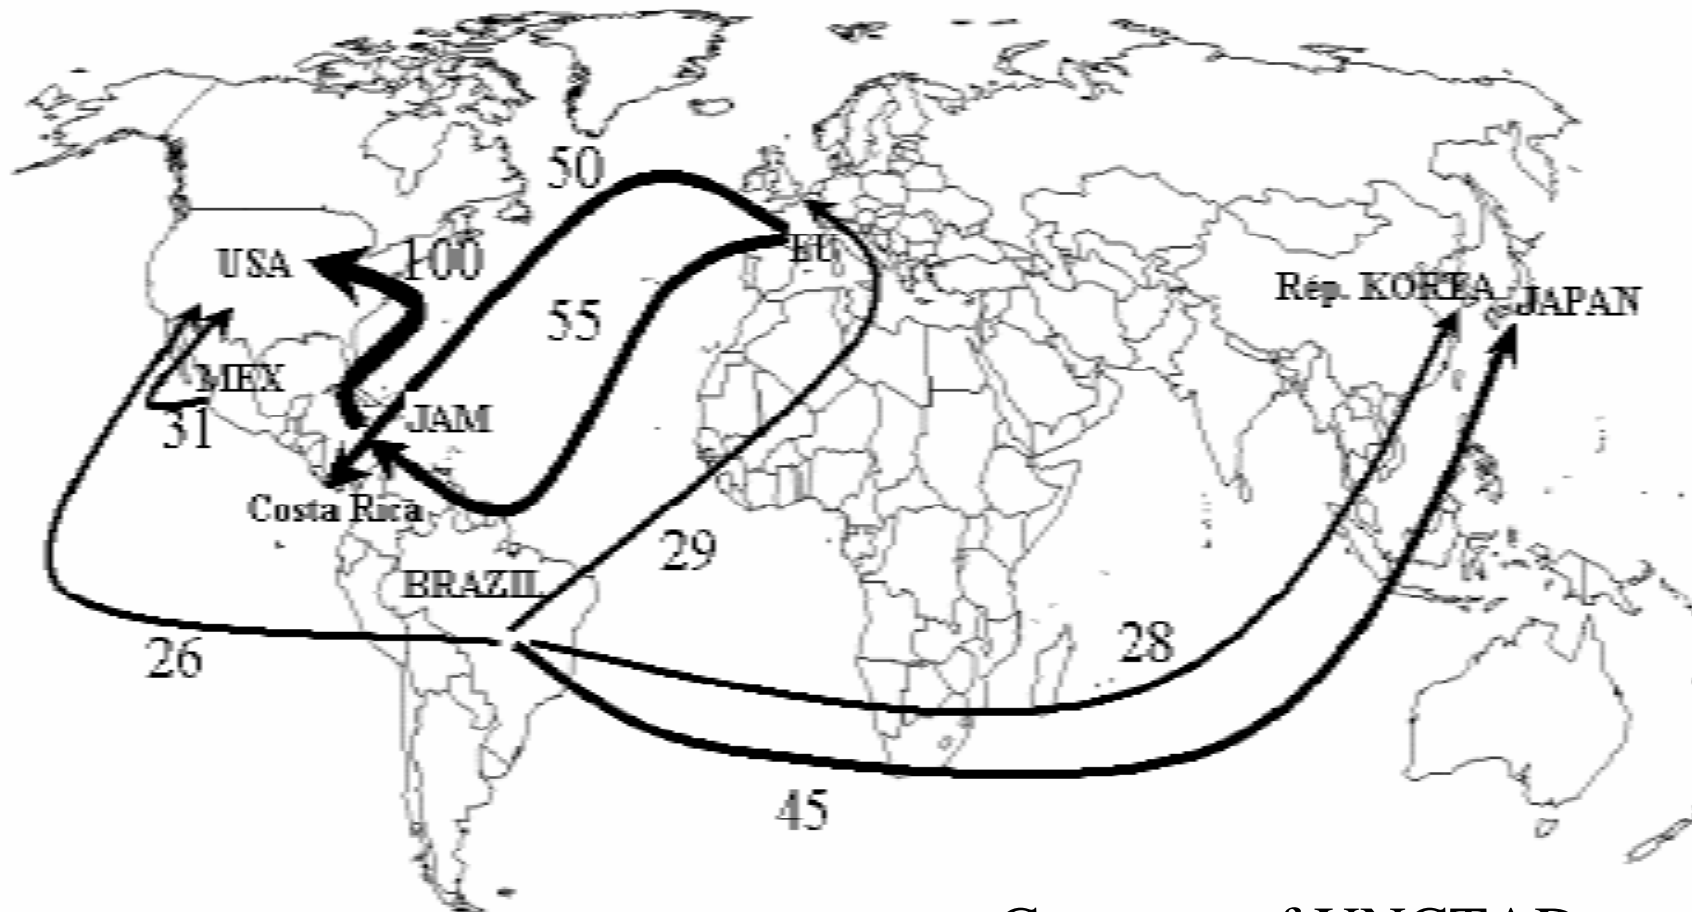 50
USA
100
EU
Rép. KOREA
JAPAN
55
MEX
31
JAM
Costa Rica
29
BRAZIL
26
28
45